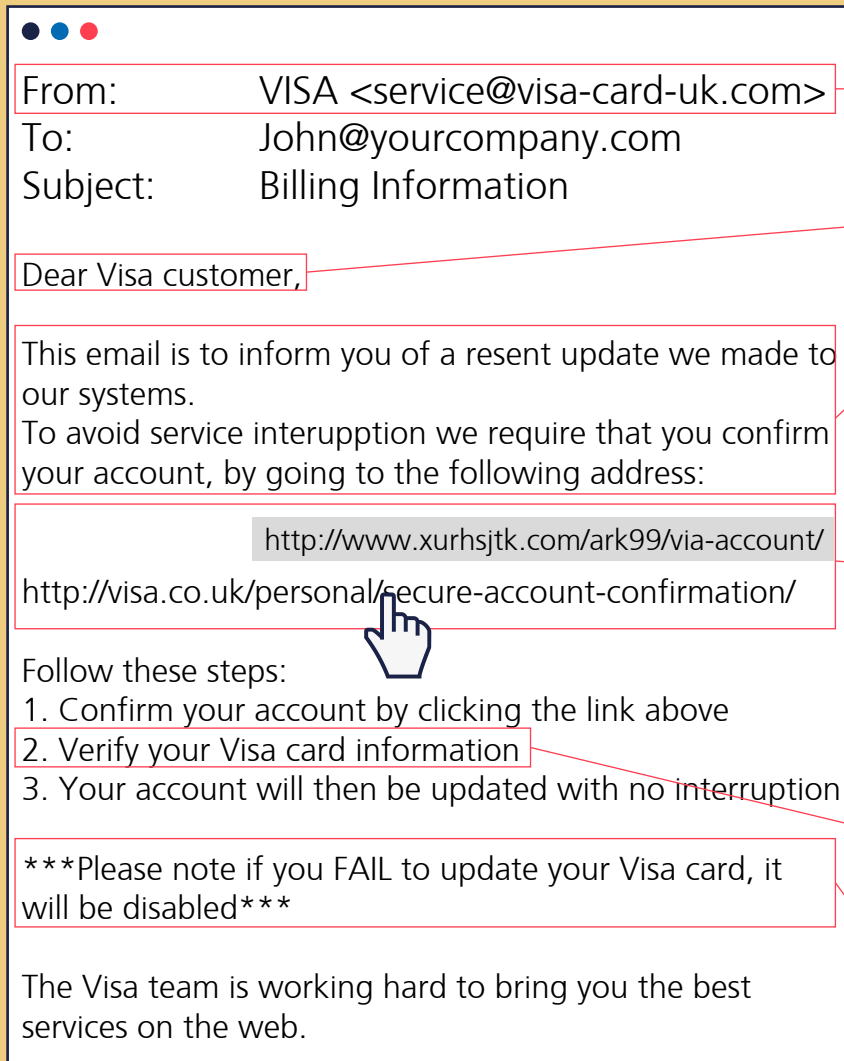 From: VISA <service@visa-card-uk.com>
To: John@yourcompany.com
Subject: Billing Information
Dear Visa customer,
This email is to inform you of a resent update we made to
our systems.
To avoid service interupption we require that you confirm
your account, by going to the following address:
http://www.xurhsjtk.com/ark99/via-account/
http://visa.co.uk/personal/secure-account-confirmation/
Follow these steps:
1. Confirm your account by clicking the link above
2. Verify your Visa card information
3. Your account will then be updated with no interruption
***Please note if you FAIL to update your Visa card, it
will be disabled***
The Visa team is working hard to bring you the best
services on the web.